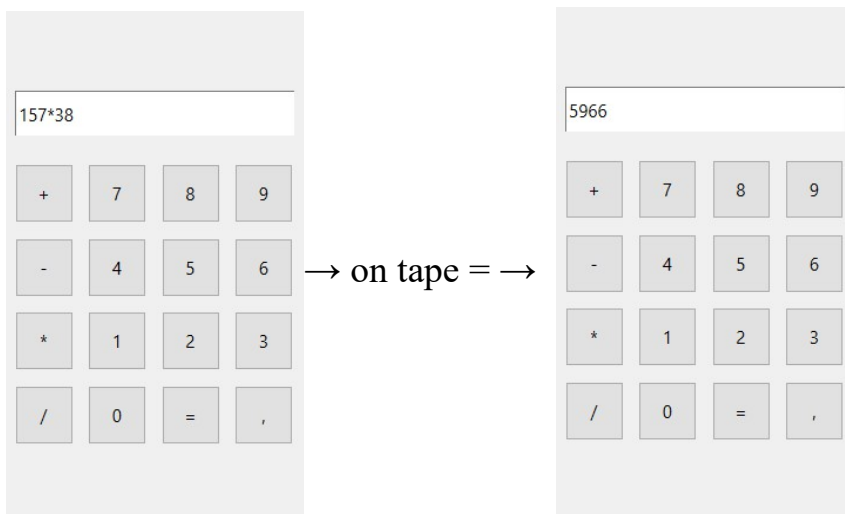 157*38
+ 7 8 9
- 4 5 6
* 1 2 3
/ 0 = ,
→ on tape = →
5966
+ 7 8 9
- 4 5 6
* 1 2 3
/ 0 = ,